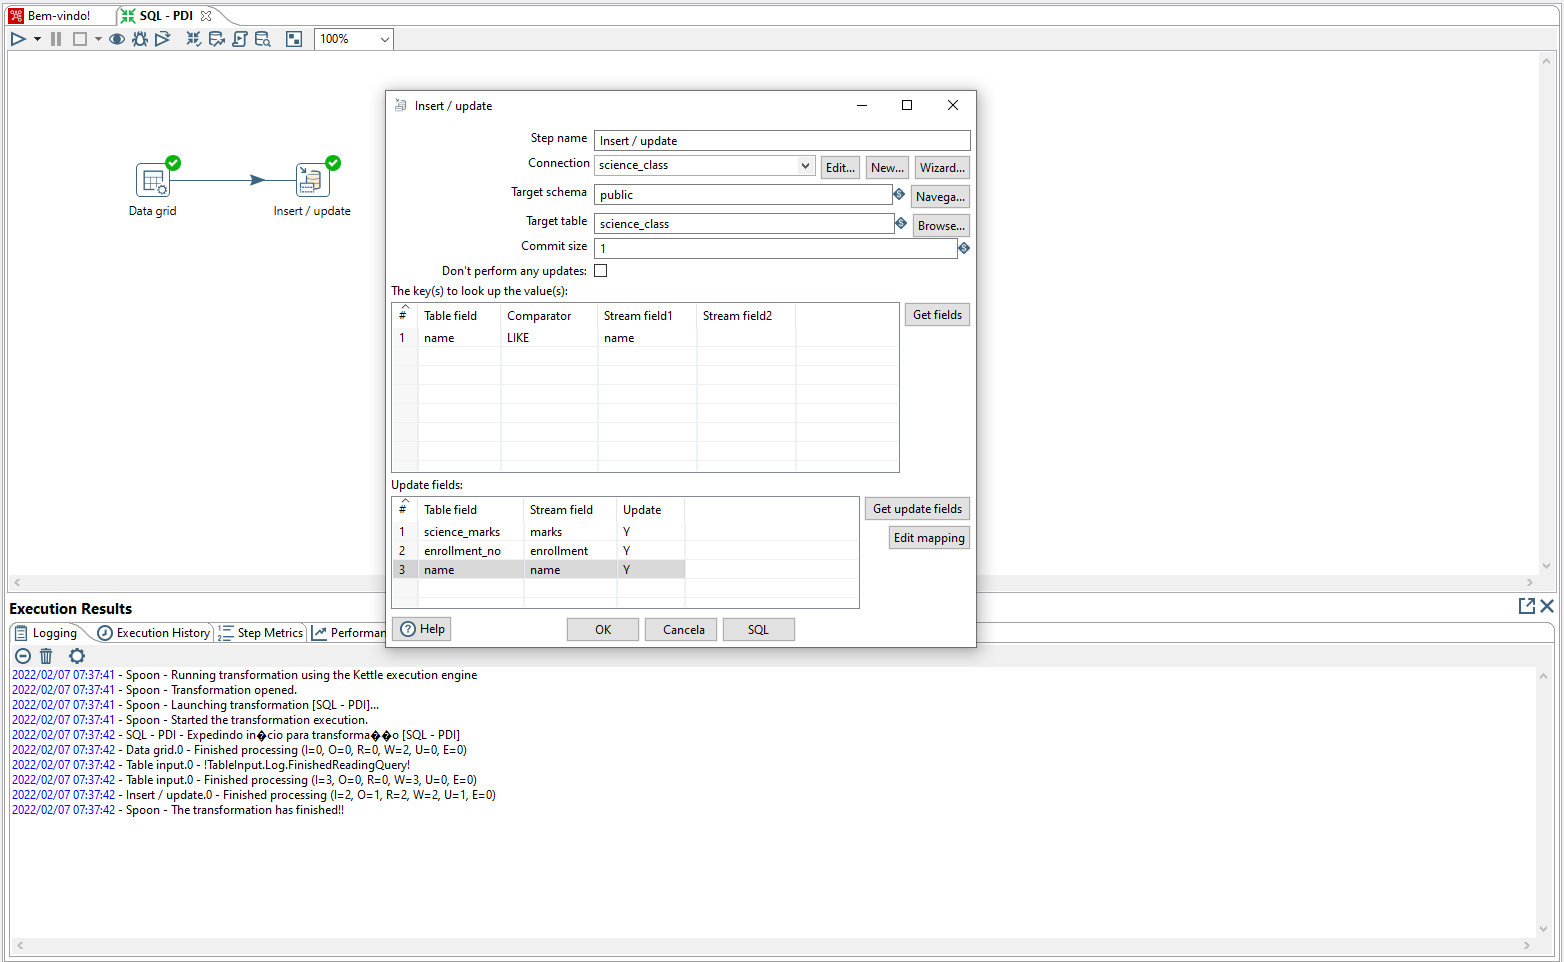 Bem-vindo!
SQL - PDI
100%
Data grid
Insert / update
Insert / update
Step name Insert / update
Connection science_class Edit... New... Wizard...
Target schema public Navega...
Target table science_class Browse...
Commit size 1
Don't perform any updates:
The key(s) to look up the value(s):
# Table field Comparator Stream field1 Stream field2
1 name LIKE name
Get fields
Update fields:
# Table field Stream field Update
1 science_marks marks Y
2 enrollment_no enrollment Y
3 name name Y
Get update fields
Edit mapping
Help OK Cancela SQL
Execution Results
Logging Execution History Step Metrics Performan
2022/02/07 07:37:41 - Spoon - Running transformation using the Kettle execution engine
2022/02/07 07:37:41 - Spoon - Transformation opened.
2022/02/07 07:37:41 - Spoon - Launching transformation [SQL - PDI]...
2022/02/07 07:37:41 - Spoon - Started the transformation execution.
2022/02/07 07:37:42 - SQL - PDI - Expedindo in�cio para transforma��o [SQL - PDI]
2022/02/07 07:37:42 - Data grid.0 - Finished processing (I=0, O=0, R=0, W=2, U=0, E=0)
2022/02/07 07:37:42 - Table input.0 - !TableInput.Log.FinishedReadingQuery!
2022/02/07 07:37:42 - Table input.0 - Finished processing (I=3, O=0, R=0, W=3, U=0, E=0)
2022/02/07 07:37:42 - Insert / update.0 - Finished processing (I=2, O=1, R=2, W=2, U=1, E=0)
2022/02/07 07:37:42 - Spoon - The transformation has finished!!